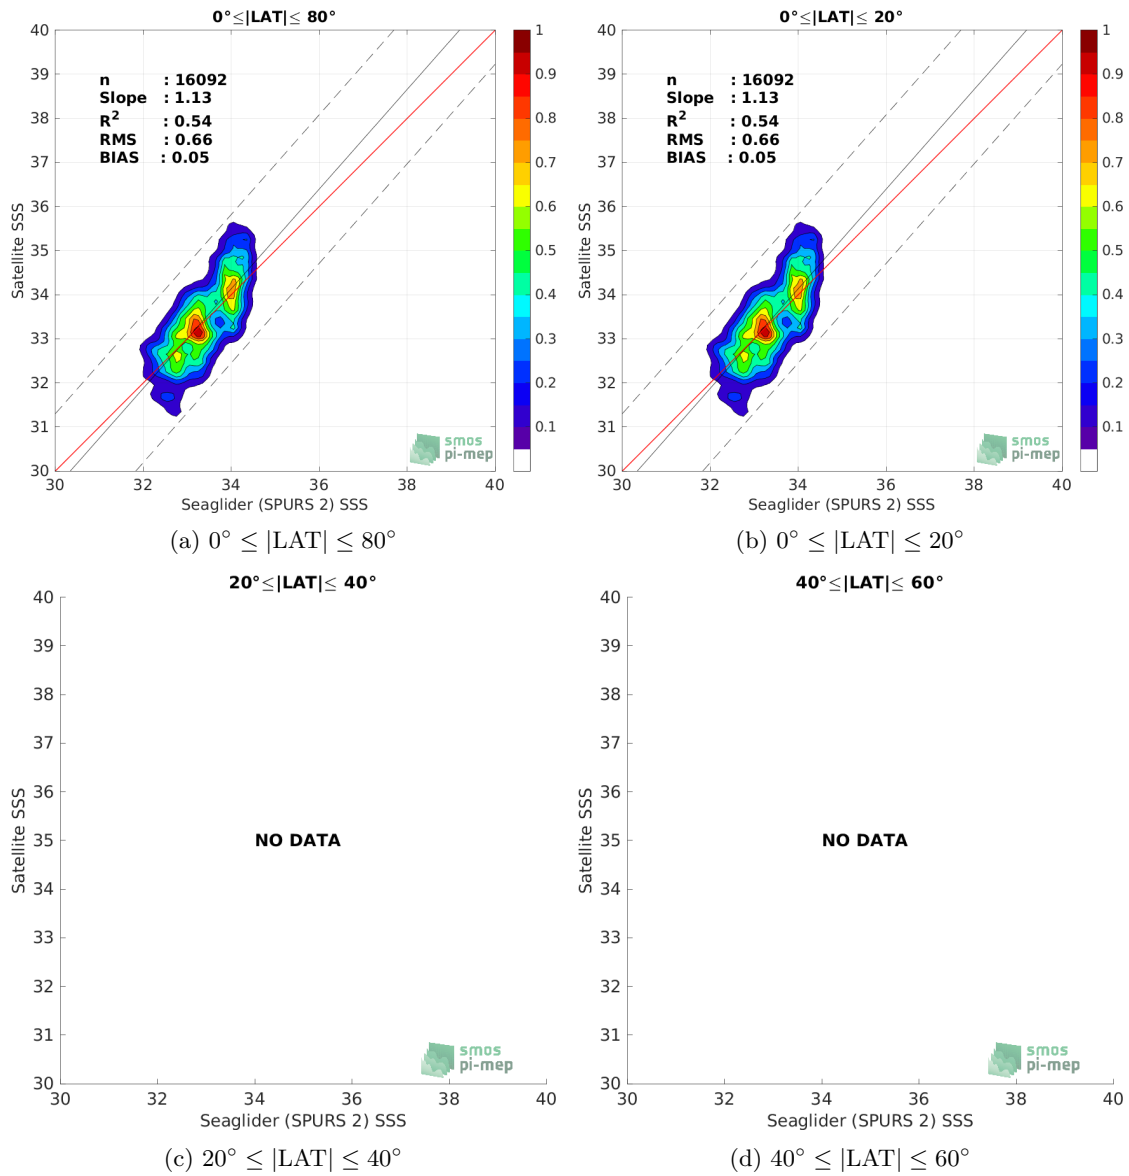 0°≤|LAT|≤ 80°
40
39
38
37
36
35
34
33
32
31
30
Satellite SSS
n : 16092
Slope : 1.13
R² : 0.54
RMS : 0.66
BIAS : 0.05
1
0.9
0.8
0.7
0.6
0.5
0.4
0.3
0.2
0.1
smos
pi-mep
30 32 34 36 38 40
Seaglider (SPURS 2) SSS
(a) 0° ≤ |LAT| ≤ 80°
0°≤|LAT|≤ 20°
40
39
38
37
36
35
34
33
32
31
30
Satellite SSS
n : 16092
Slope : 1.13
R² : 0.54
RMS : 0.66
BIAS : 0.05
1
0.9
0.8
0.7
0.6
0.5
0.4
0.3
0.2
0.1
smos
pi-mep
30 32 34 36 38 40
Seaglider (SPURS 2) SSS
(b) 0° ≤ |LAT| ≤ 20°
20°≤|LAT|≤ 40°
40
39
38
37
36
35
34
33
32
31
30
Satellite SSS
NO DATA
smos
pi-mep
30 32 34 36 38 40
Seaglider (SPURS 2) SSS
(c) 20° ≤ |LAT| ≤ 40°
40°≤|LAT|≤ 60°
40
39
38
37
36
35
34
33
32
31
30
Satellite SSS
NO DATA
smos
pi-mep
30 32 34 36 38 40
Seaglider (SPURS 2) SSS
(d) 40° ≤ |LAT| ≤ 60°